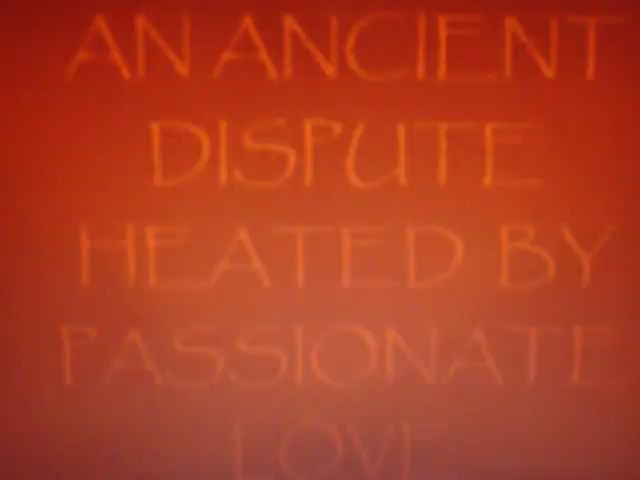 AN ANCIENT
DISPUTE
HEATED BY
PASSIONATE
LOVE